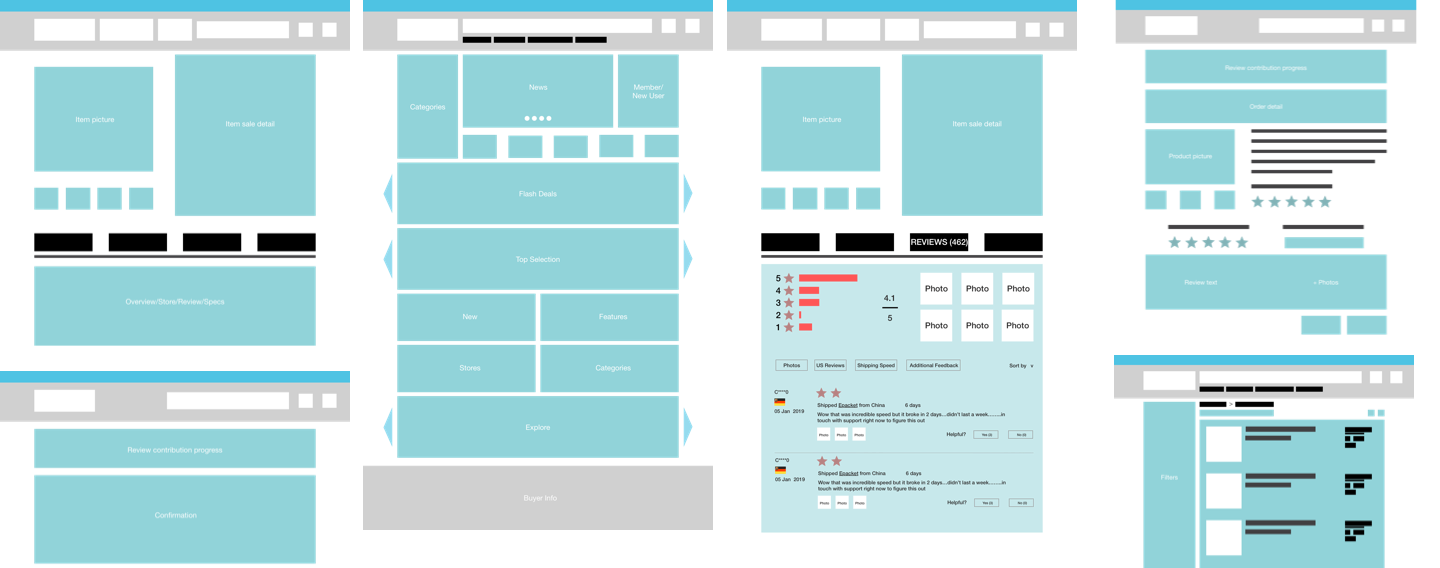 Item picture
Item sale detail
Overview/Store/Review/Specs
Review contribution progress
Confirmation
Categories
News
Member/
New User
Flash Deals
Top Selection
New
Features
Stores
Categories
Explore
Buyer Info
Item picture
Item sale detail
REVIEWS (462)
5
4
3
2
1
4.1
5
Photo Photo Photo
Photo Photo Photo
Photos US Reviews Shipping Speed Additional Feedback Sort by v
C****0
05 Jan 2019
Shipped Epacket from China 6 days
Wow that was incredible speed but it broke in 2 days...didn't last a week.........in
touch with support right now to figure this out
Photo Photo Photo
Helpful? Yes (0) No (0)
C****0
05 Jan 2019
Shipped Epacket from China 6 days
Wow that was incredible speed but it broke in 2 days...didn't last a week.........in
touch with support right now to figure this out
Photo Photo Photo
Helpful? Yes (0) No (0)
Review contribution progress
Order detail
Product picture
Review text
+ Photos
>
Filters